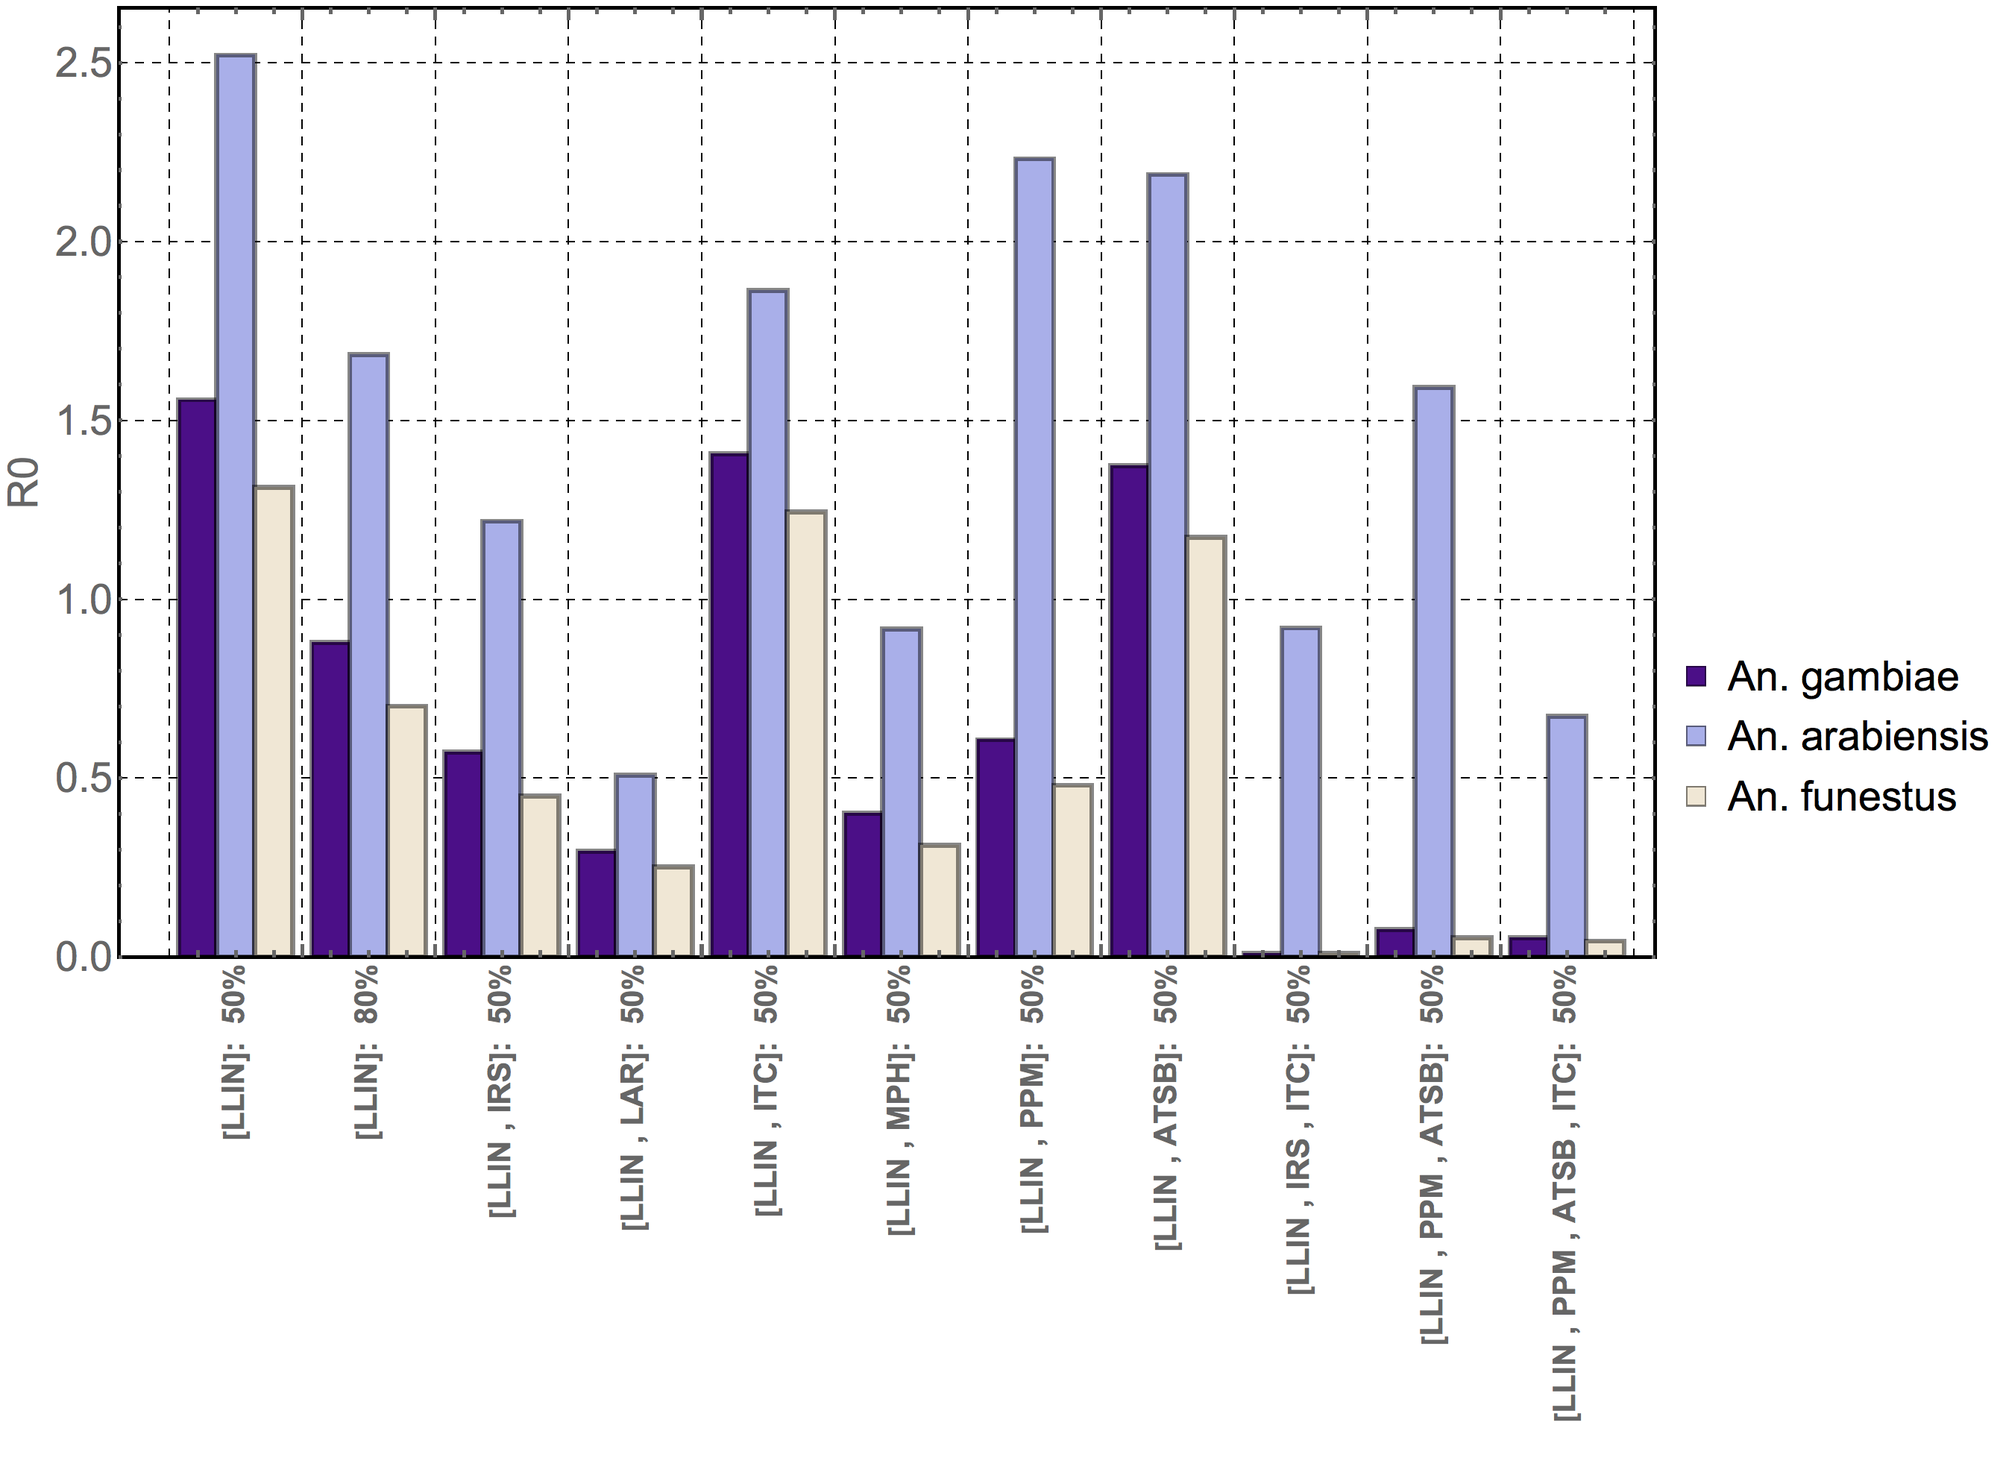 R0
2.5
2.0
1.5
1.0
0.5
0.0
[LLIN]: 50%
[LLIN]: 80%
[LLIN , IRS]: 50%
[LLIN , LAR]: 50%
[LLIN , ITC]: 50%
[LLIN , MPH]: 50%
[LLIN , PPM]: 50%
[LLIN , ATSB]: 50%
[LLIN , IRS , ITC]: 50%
[LLIN , PPM , ATSB]: 50%
[LLIN , PPM , ATSB , ITC]: 50%
An. gambiae
An. arabiensis
An. funestus